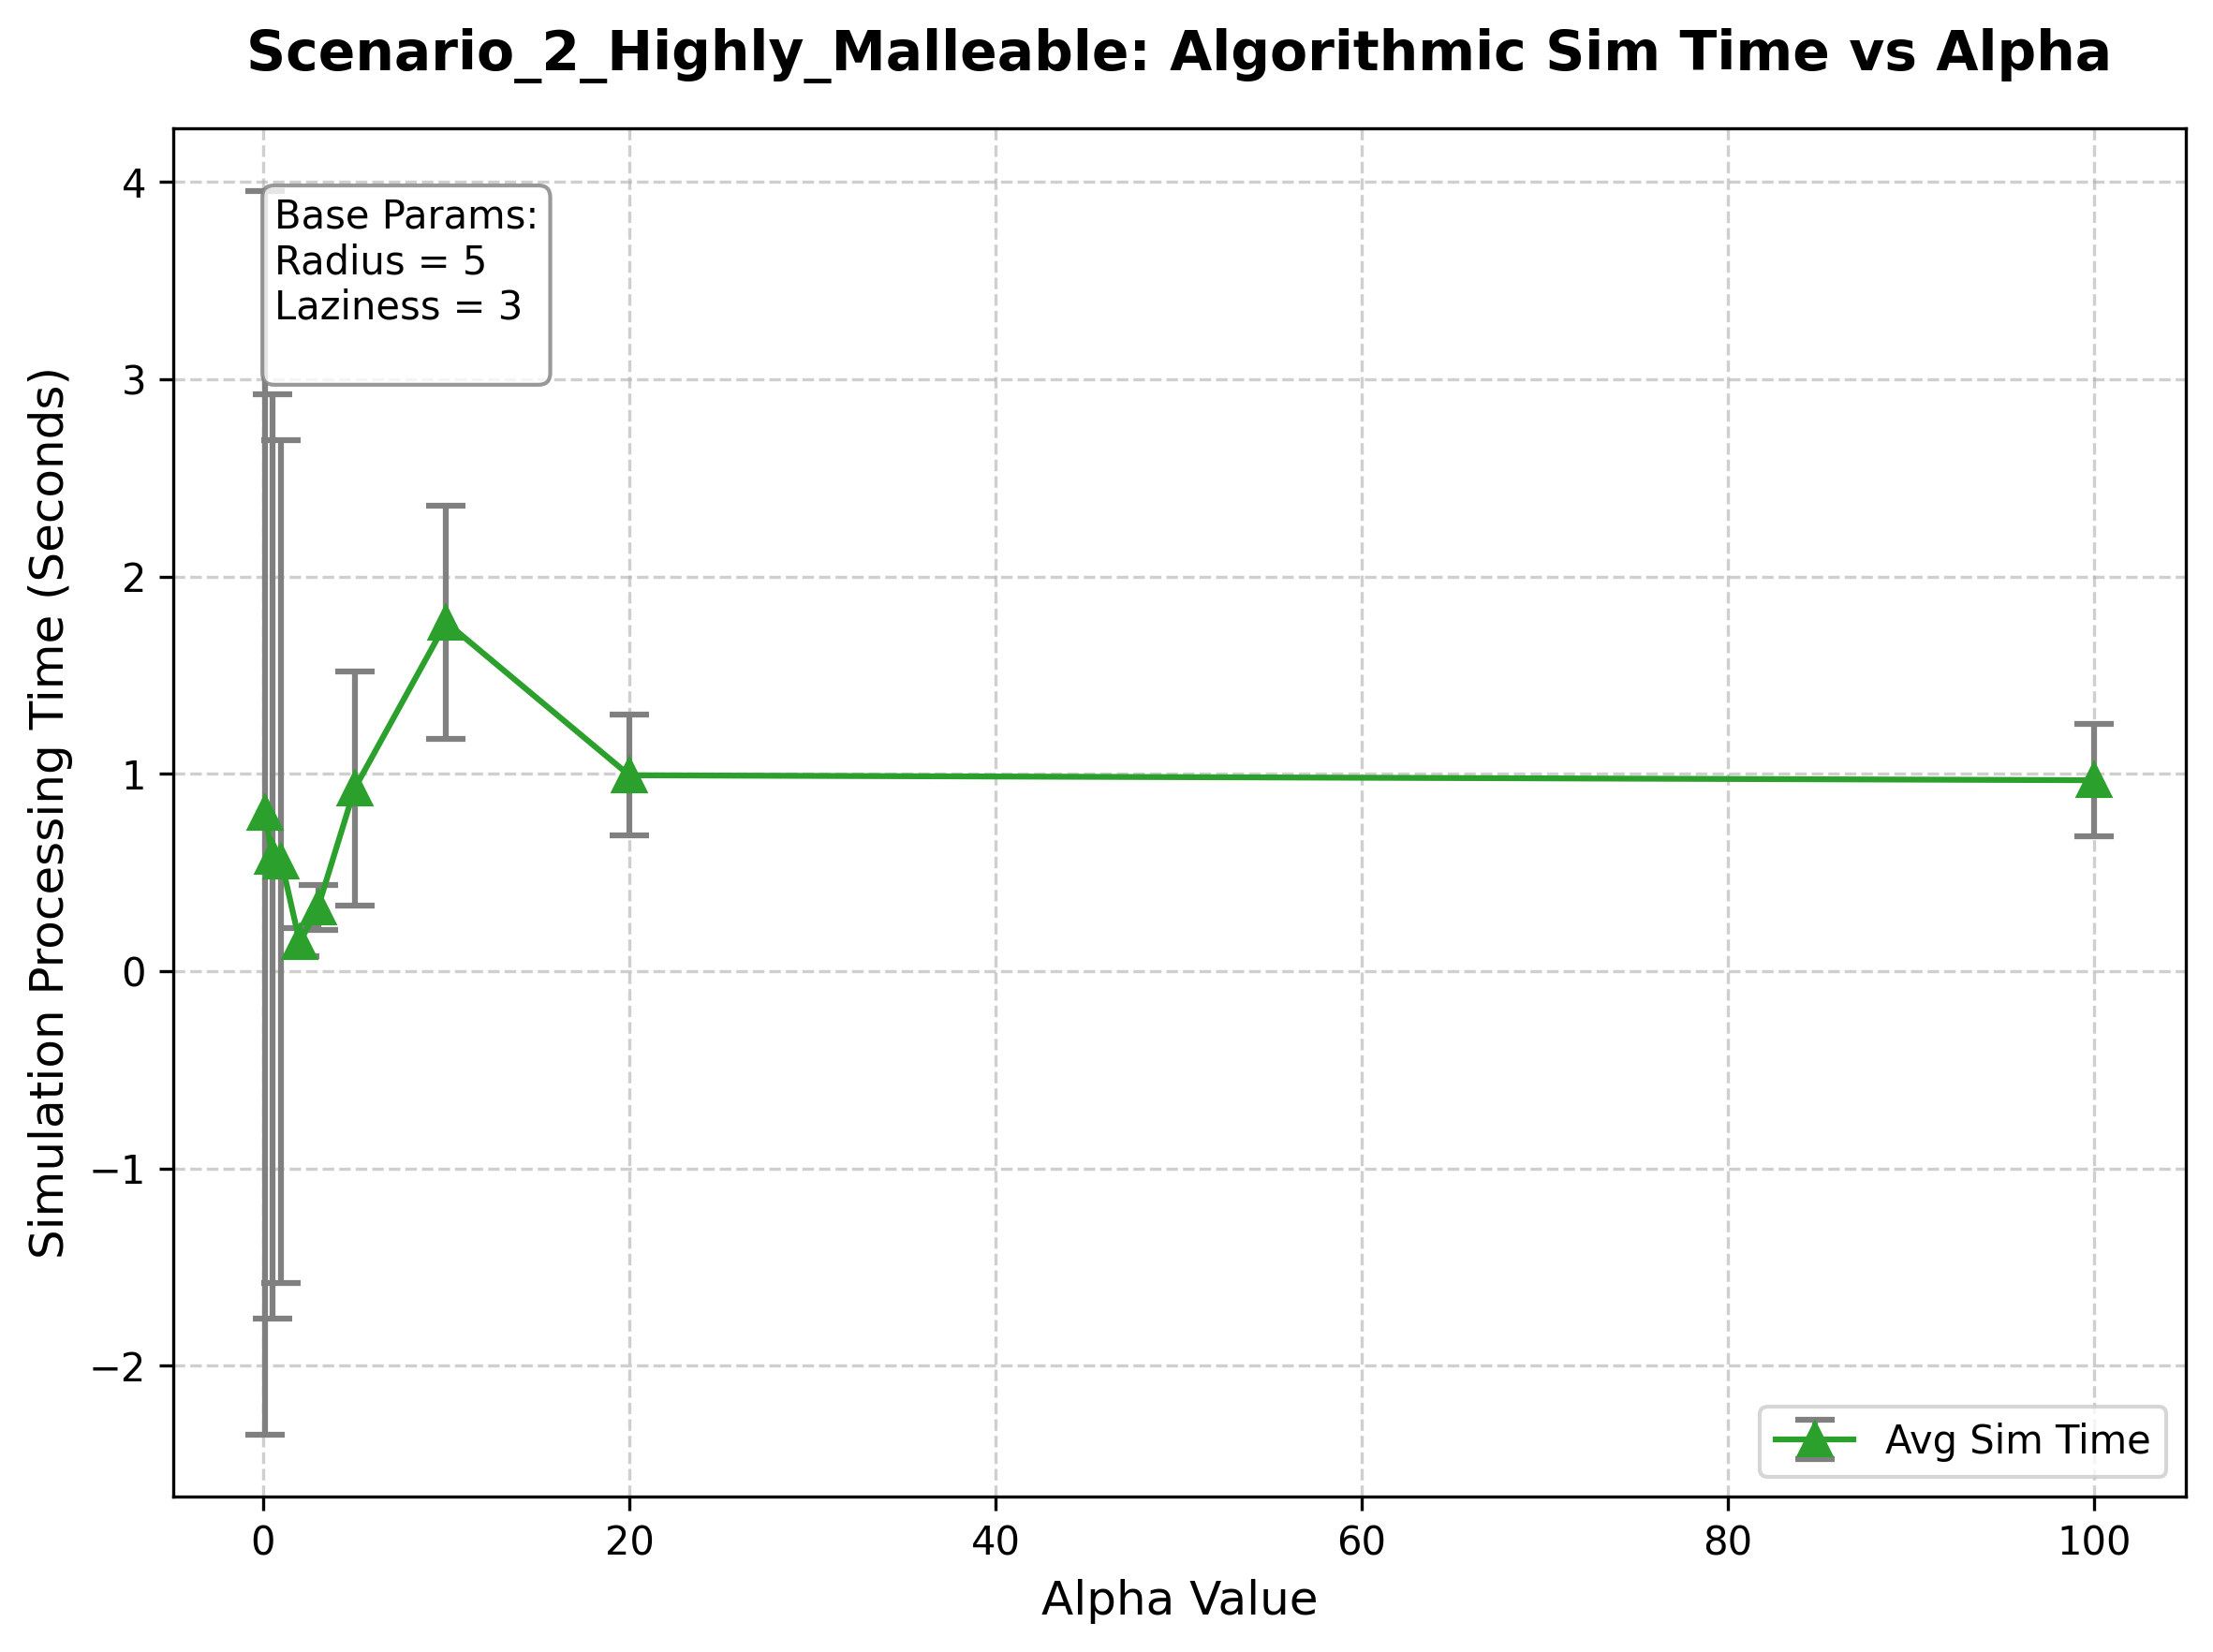 Scenario_2_Highly_Malleable: Algorithmic Sim Time vs Alpha
Simulation Processing Time (Seconds)
4
3
2
1
0
−1
−2
Base Params:
Radius = 5
Laziness = 3
Avg Sim Time
0
20
40
60
80
100
Alpha Value